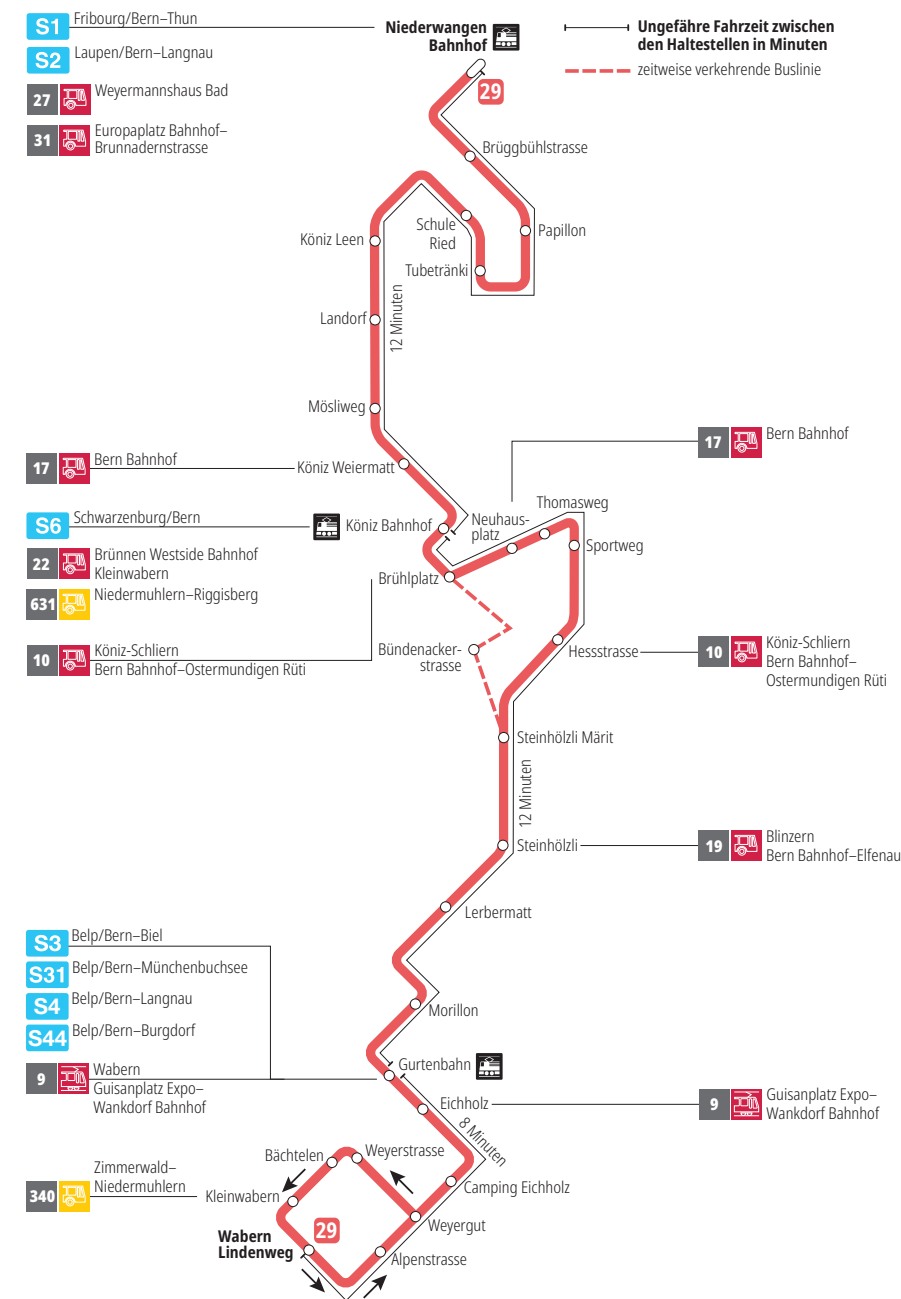 S1
Fribourg/Bern–Thun
S2
Laupen/Bern–Langnau
27
Weyermannshaus Bad
31
Europaplatz Bahnhof–
Brunnadernstrasse
Niederwangen
Bahnhof
29
Ungefähre Fahrzeit zwischen
den Haltestellen in Minuten
zeitweise verkehrende Buslinie
Brüggbühlstrasse
Papillon
Schule
Ried
Tubetränki
Köniz Leen
Landorf
12 Minuten
Mösliweg
17
Bern Bahnhof
Köniz Weiermatt
17
Bern Bahnhof
S6
Schwarzenburg/Bern
22
Brünnen Westside Bahnhof
Kleinwabern
631
Niedermuhlern–Riggisberg
10
Köniz-Schliern
Bern Bahnhof–Ostermundigen Rüti
Köniz Bahnhof
Neuhaus-
platz
Thomasweg
Sportweg
Brühlplatz
Bündenacker-
strasse
Hessstrasse
10
Köniz-Schliern
Bern Bahnhof–
Ostermundigen Rüti
Steinhölzli Märit
12 Minuten
Steinhölzli
19
Blinzern
Bern Bahnhof–Elfenau
Lerbermatt
S3
Belp/Bern–Biel
S31
Belp/Bern–Münchenbuchsee
S4
Belp/Bern–Langnau
S44
Belp/Bern–Burgdorf
9
Wabern
Guisanplatz Expo–
Wankdorf Bahnhof
Morillon
Gurtenbahn
Eichholz
9
Guisanplatz Expo–
Wankdorf Bahnhof
8 Minuten
Weyerstrasse
Bächtelen
340
Zimmerwald–
Niedermuhlern
Kleinwabern
Camping Eichholz
Weyergut
29
Wabern
Lindenweg
Alpenstrasse